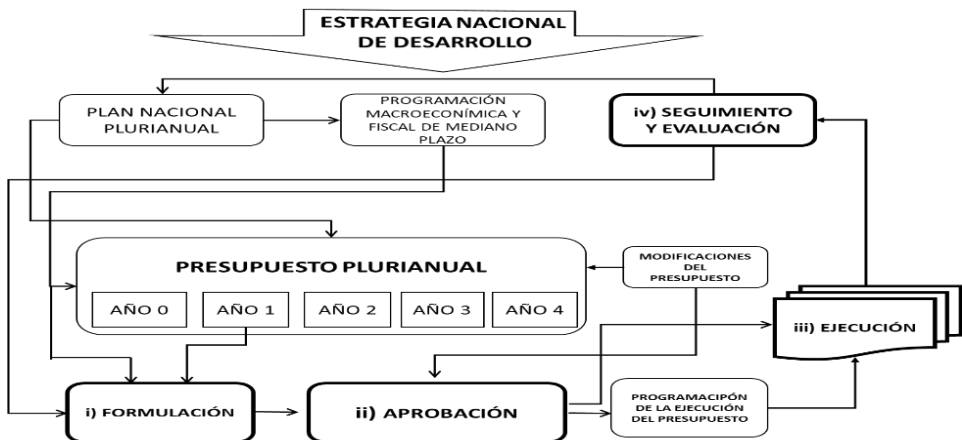 ESTRATEGIA NACIONAL
DE DESARROLLO
PLAN NACIONAL
PLURIANUAL
PROGRAMACIÓN
MACROECONÍMICA Y
FISCAL DE MEDIANO
PLAZO
iv) SEGUIMIENTO
Y EVALUACIÓN
PRESUPUESTO PLURIANUAL
AÑO 0
AÑO 1
AÑO 2
AÑO 3
AÑO 4
MODIFICACIONES
DEL
PRESUPUESTO
iii) EJECUCIÓN
i) FORMULACIÓN
ii) APROBACIÓN
PROGRAMACIPÓN
DE LA EJECUCIÓN
DEL PRESUPUESTO